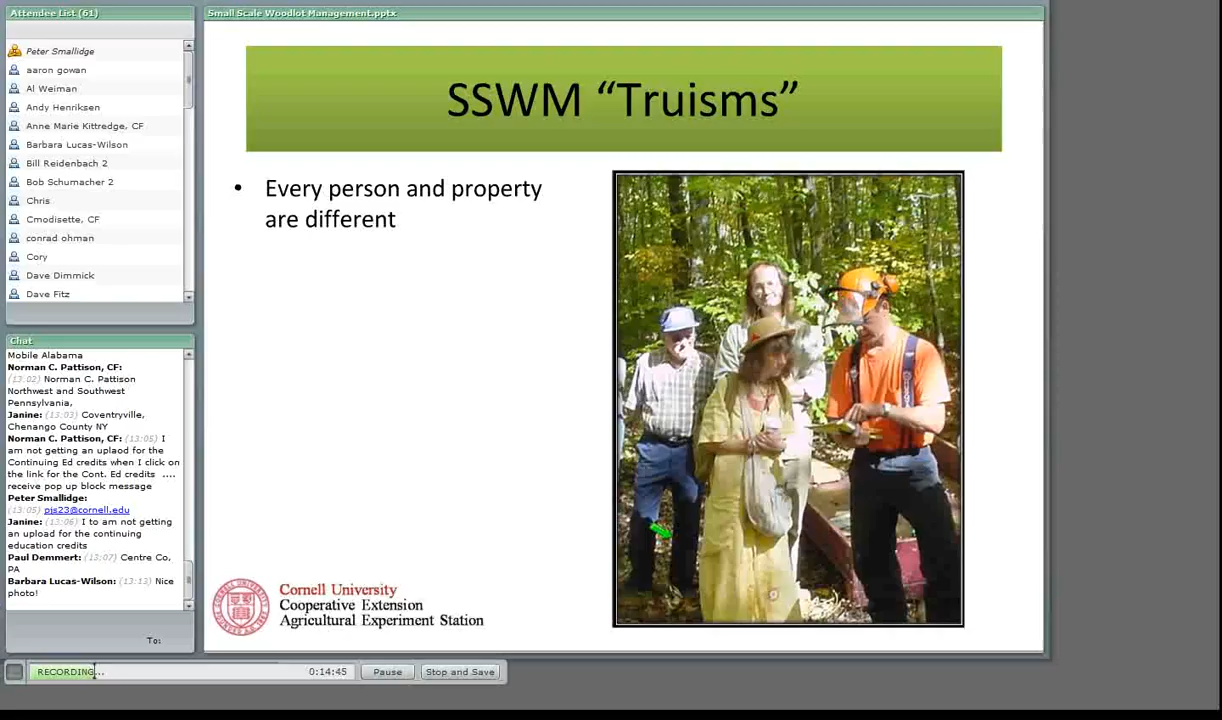 Attendee List (61)
Peter Smallidge
aaron gowan
Al Weiman
Andy Henriksen
Anne Marie Kittredge, CF
Barbara Lucas-Wilson
Bill Reidenbach 2
Bob Schumacher 2
Chris
Cmodisette, CF
conrad ohman
Cory
Dave Dimmick
Dave Fitz
Chat
Mobile Alabama
Norman C. Pattison, CF:
(13:02) Norman C. Pattison
Northwest and Southwest
Pennsylvania,
Janine: (13:03) Coventryville,
Chenango County NY
Norman C. Pattison, CF: (13:05) I
am not getting an uplaod for the
Continuing Ed credits when I click on
the link for the Cont. Ed credits ....
receive pop up block message
Peter Smallidge:
(13:05) pjs23@cornell.edu
Janine: (13:06) I to am not getting
an upload for the continuing
education credits
Paul Demmert: (13:07) Centre Co,
PA
Barbara Lucas-Wilson: (13:13) Nice
photo!
To:
Small Scale Woodlot Management.pptx
SSWM “Truisms”
• Every person and property
are different
Cornell University
Cooperative Extension
Agricultural Experiment Station
RECORDING...
0:14:45
Pause
Stop and Save